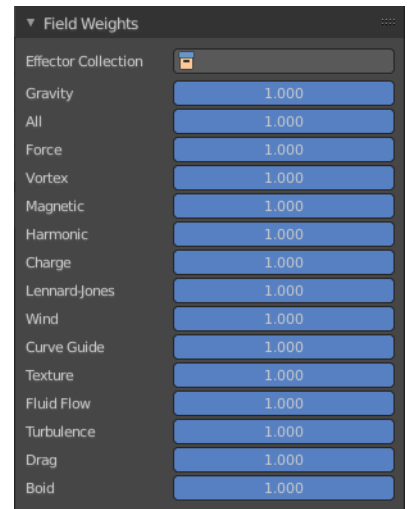 Field Weights
Effector Collection
Gravity 1.000
All 1.000
Force 1.000
Vortex 1.000
Magnetic 1.000
Harmonic 1.000
Charge 1.000
Lennard-Jones 1.000
Wind 1.000
Curve Guide 1.000
Texture 1.000
Fluid Flow 1.000
Turbulence 1.000
Drag 1.000
Boid 1.000